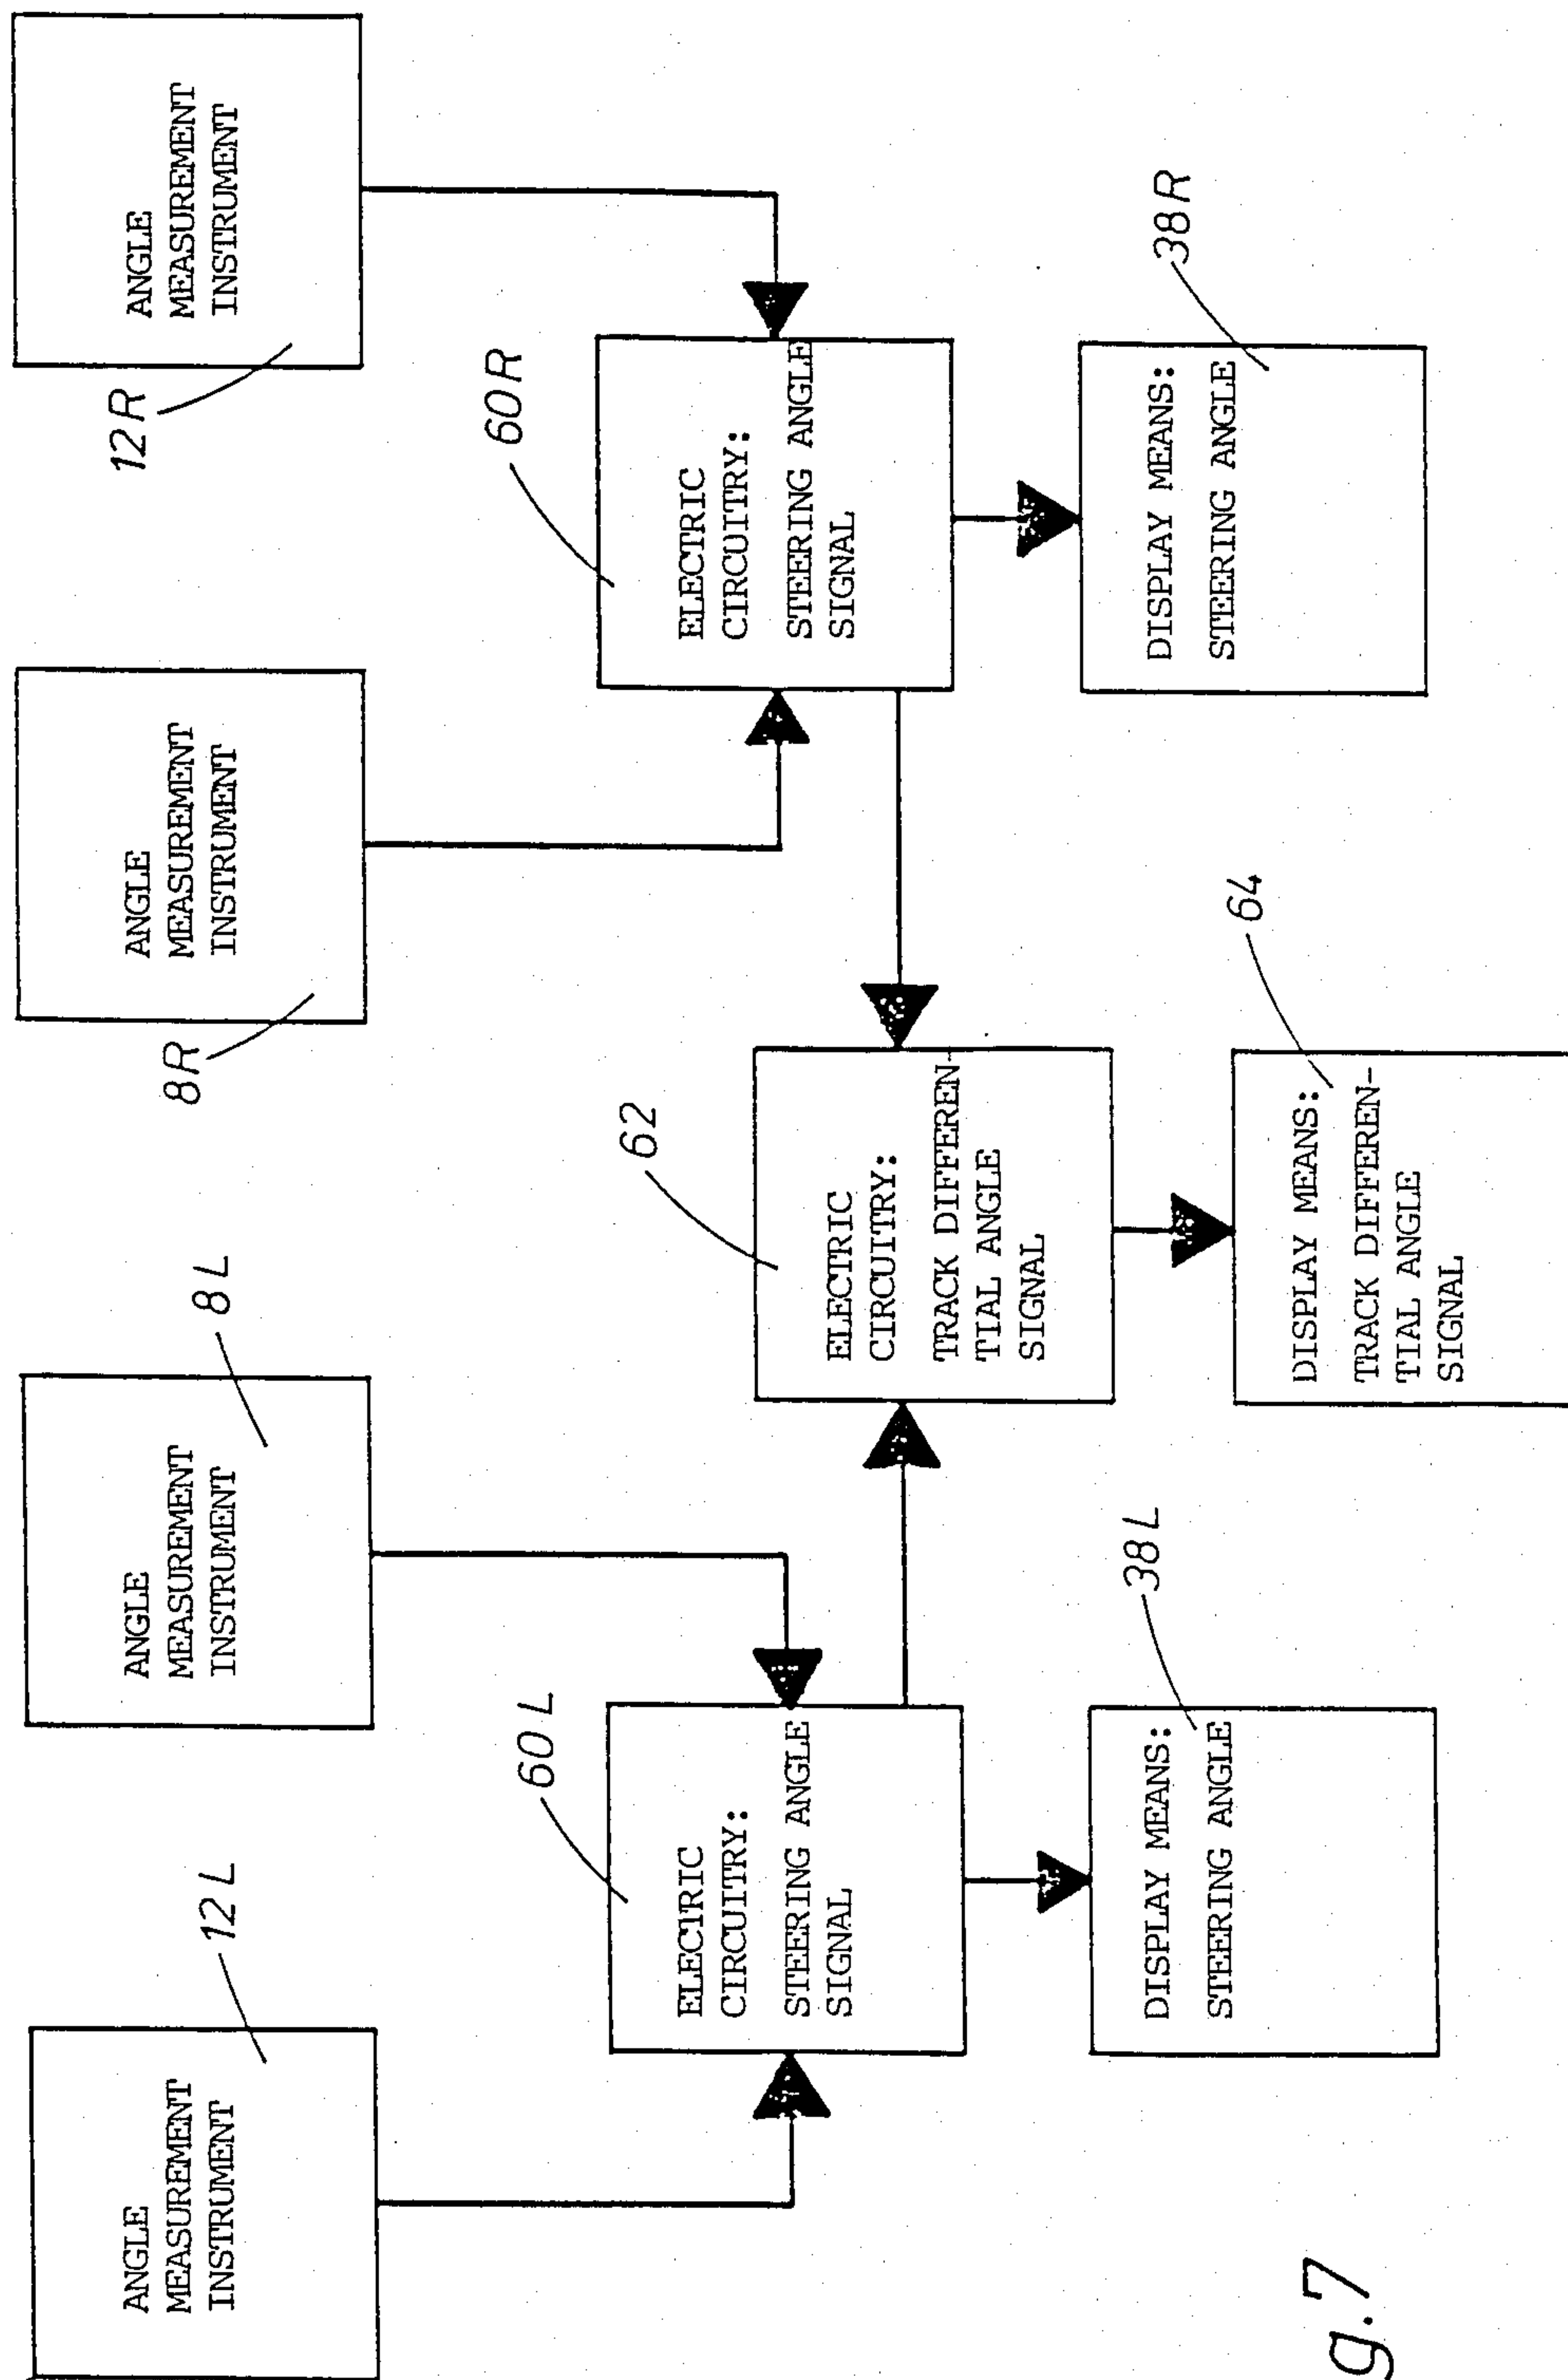 ANGLE
MEASUREMENT
INSTRUMENT
12L
ANGLE
MEASUREMENT
INSTRUMENT
8L
ANGLE
MEASUREMENT
INSTRUMENT
8R
ANGLE
MEASUREMENT
INSTRUMENT
12R
ELECTRIC
CIRCUITRY:
STEERING ANGLE
SIGNAL
60L
ELECTRIC
CIRCUITRY:
TRACK DIFFEREN-
TIAL ANGLE
SIGNAL
62
ELECTRIC
CIRCUITRY:
STEERING ANGLE
SIGNAL
60R
DISPLAY MEANS:
STEERING ANGLE
38L
DISPLAY MEANS:
TRACK DIFFEREN-
TIAL ANGLE
SIGNAL
64
DISPLAY MEANS:
STEERING ANGLE
38R
g.7